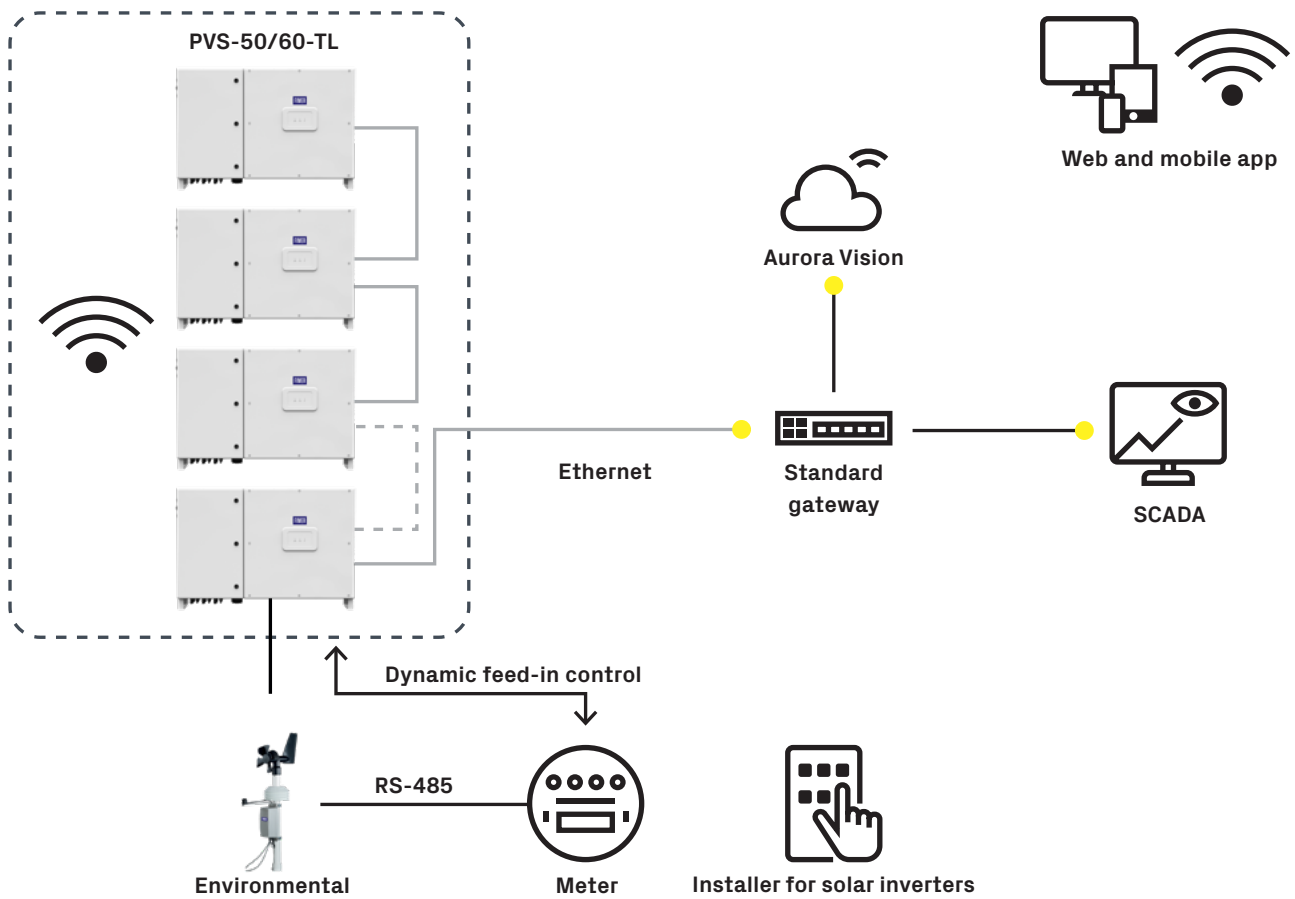 PVS-50/60-TL
Web and mobile app
Aurora Vision
Ethernet
Standard
gateway
SCADA
Dynamic feed-in control
RS-485
Environmental
Meter
Installer for solar inverters